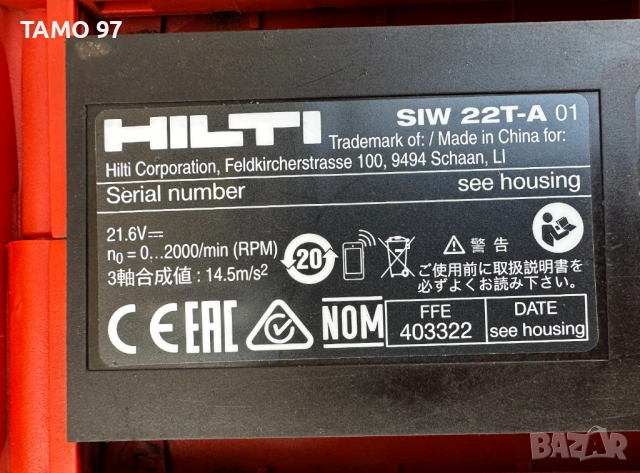 TAMO 97
HILTI
SIW 22T-A 01
Trademark of: / Made in China for:
Hilti Corporation, Feldkircherstrasse 100, 9494 Schaan, LI
Serial number see housing
21.6V⎓
n₀ = 0...2000/min (RPM)
3軸合成値 : 14.5m/s²
20
警告
ご使用前に取扱説明書を
必ずよくお読み下さい。
CE EAC NOM
FFE
403322
DATE
see housing
BAZAR